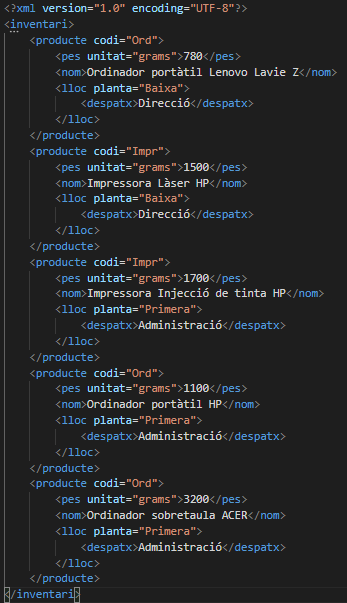 <?xml version="1.0" encoding="UTF-8"?>
<inventari>
    <producte codi="Ord">
        <pes unitat="grams">780</pes>
        <nom>Ordinador portàtil Lenovo Lavie Z</nom>
        <lloc planta="Baixa">
            <despatx>Direcció</despatx>
        </lloc>
    </producte>
    <producte codi="Impr">
        <pes unitat="grams">1500</pes>
        <nom>Impressora Làser HP</nom>
        <lloc planta="Baixa">
            <despatx>Direcció</despatx>
        </lloc>
    </producte>
    <producte codi="Impr">
        <pes unitat="grams">1700</pes>
        <nom>Impressora Injecció de tinta HP</nom>
        <lloc planta="Primera">
            <despatx>Administració</despatx>
        </lloc>
    </producte>
    <producte codi="Ord">
        <pes unitat="grams">1100</pes>
        <nom>Ordinador portàtil HP</nom>
        <lloc planta="Primera">
            <despatx>Administració</despatx>
        </lloc>
    </producte>
    <producte codi="Ord">
        <pes unitat="grams">3200</pes>
        <nom>Ordinador sobretaula ACER</nom>
        <lloc planta="Primera">
            <despatx>Administració</despatx>
        </lloc>
    </producte>
</inventari>